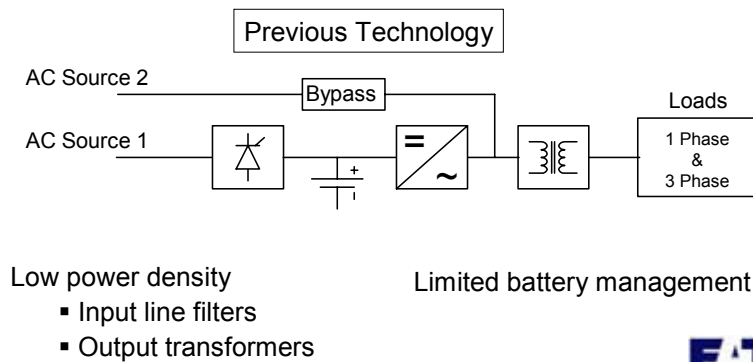 Previous Technology
AC Source 2
Bypass
Loads
AC Source 1
=
~
+
1 Phase
&
3 Phase
Low power density
▪ Input line filters
▪ Output transformers
Limited battery management